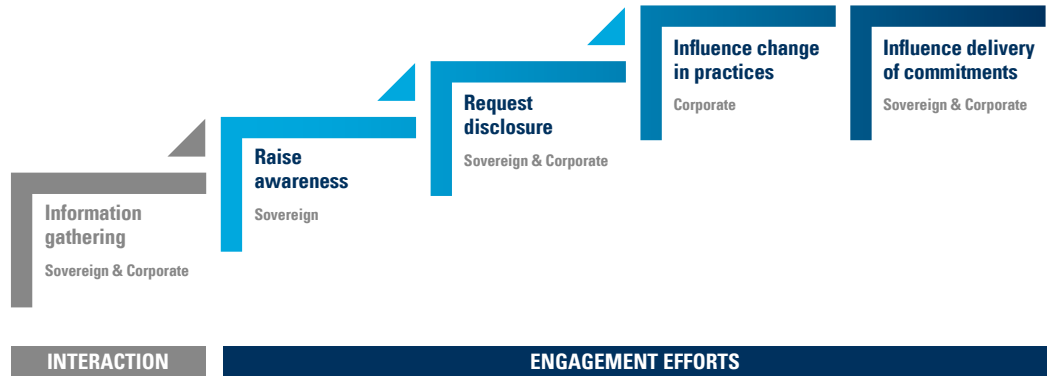 Information
gathering
Sovereign & Corporate
Raise
awareness
Sovereign
Request
disclosure
Sovereign & Corporate
Influence change
in practices
Corporate
Influence delivery
of commitments
Sovereign & Corporate
INTERACTION
ENGAGEMENT EFFORTS